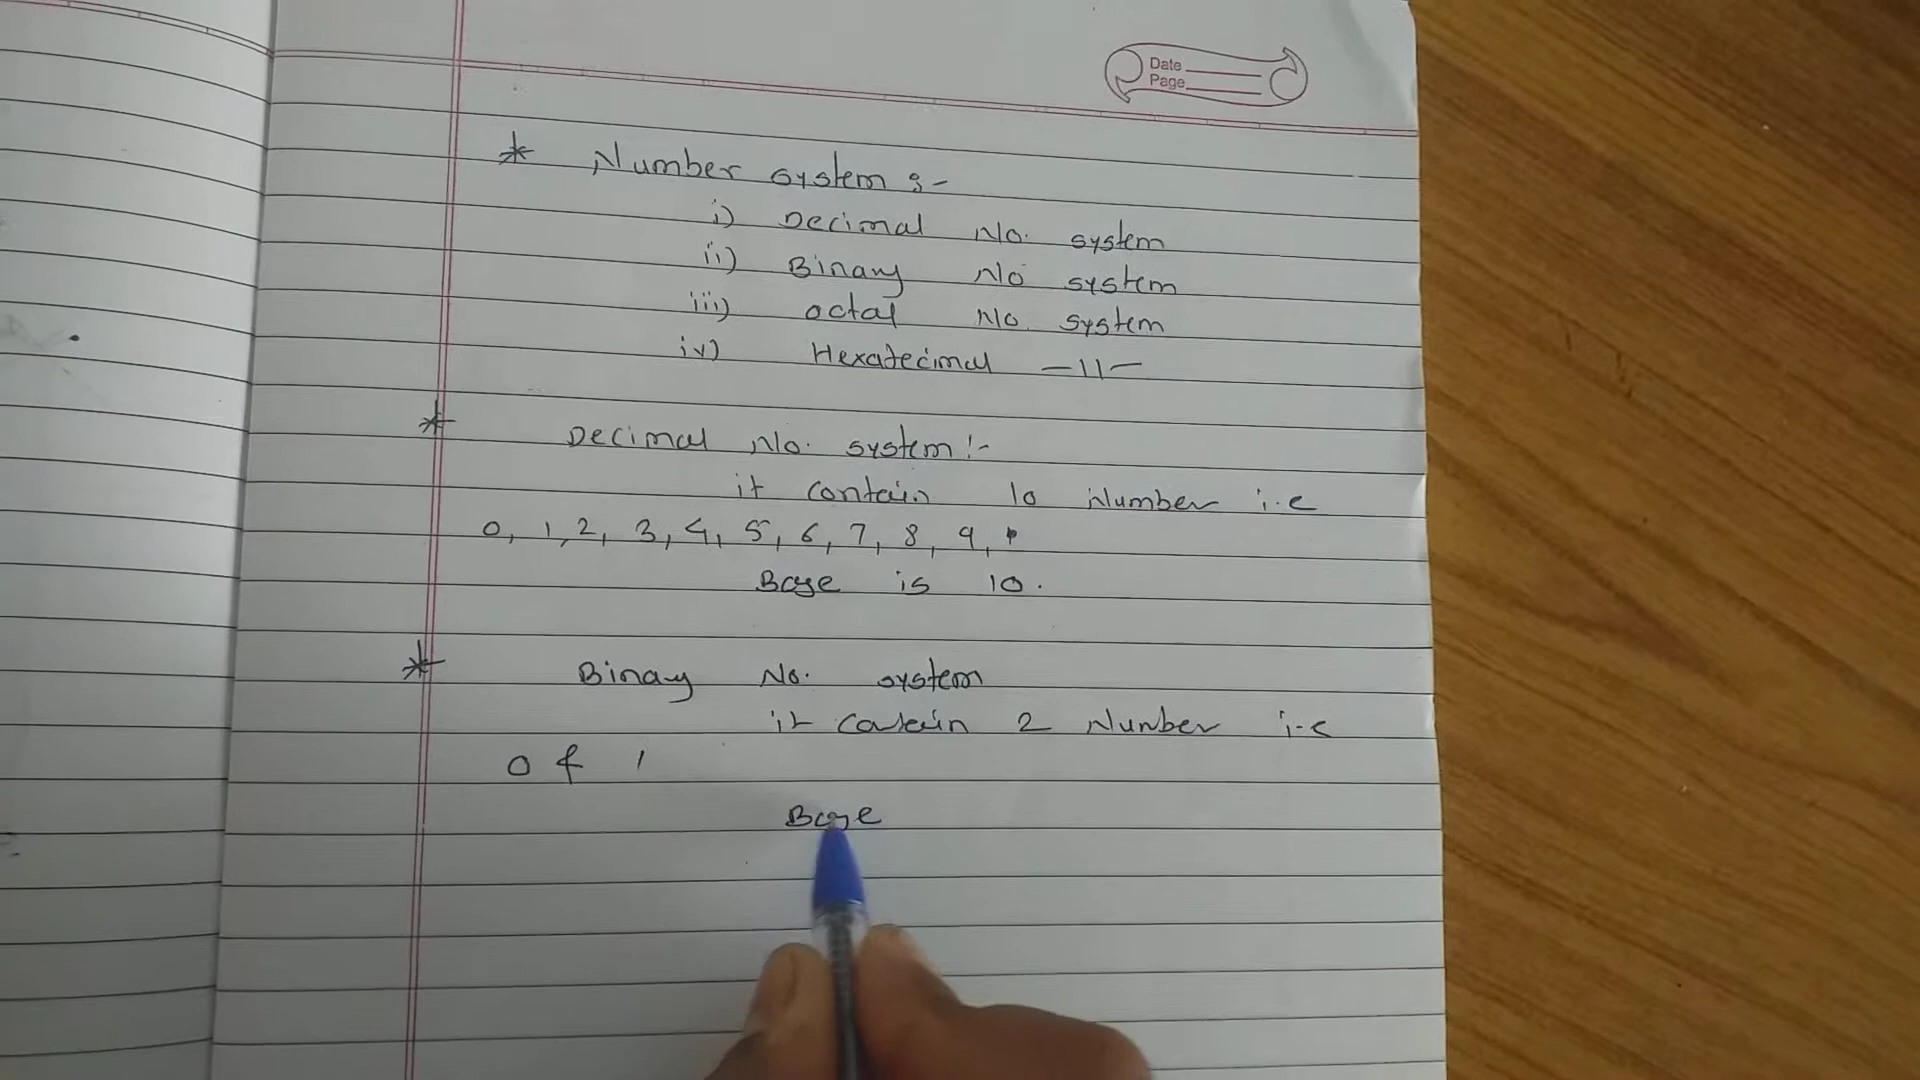 Date
Page
* Number system :-
i) Decimal No. system
ii) Binary No system
iii) octal No. system
iv) Hexadecimal —11—
* Decimal No. system :-
it contain 10 Number i.e
0, 1, 2, 3, 4, 5, 6, 7, 8, 9,
Base is 10.
* Binary No. system
it contain 2 Number i.e
0 & 1
Base